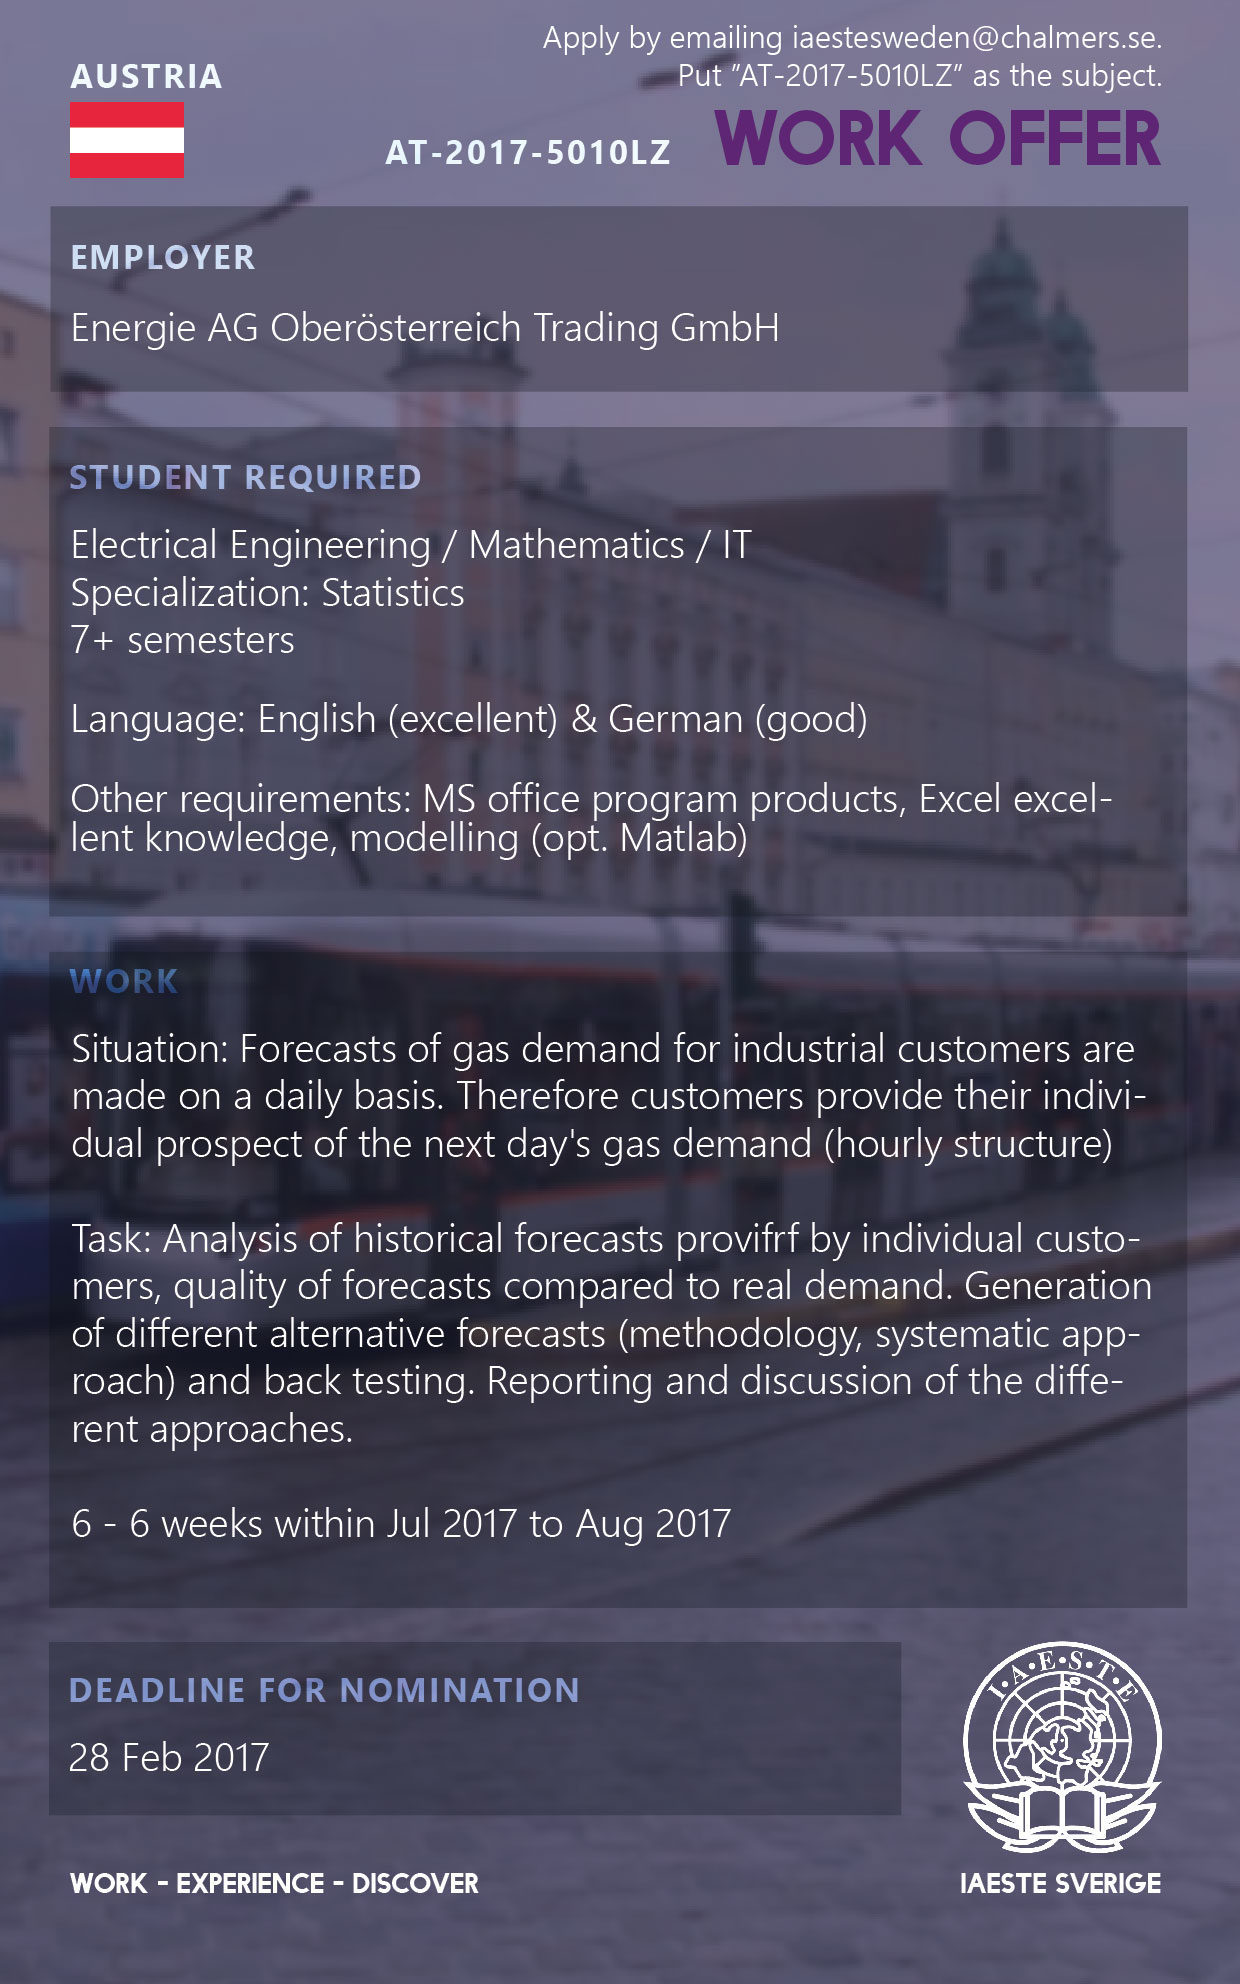 Apply by emailing iaestesweden@chalmers.se.
Put "AT-2017-5010LZ" as the subject.
AUSTRIA
AT-2017-5010LZ WORK OFFER
EMPLOYER
Energie AG Oberösterreich Trading GmbH
STUDENT REQUIRED
Electrical Engineering / Mathematics / IT
Specialization: Statistics
7+ semesters
Language: English (excellent) & German (good)
Other requirements: MS office program products, Excel excel-
lent knowledge, modelling (opt. Matlab)
WORK
Situation: Forecasts of gas demand for industrial customers are
made on a daily basis. Therefore customers provide their indivi-
dual prospect of the next day's gas demand (hourly structure)
Task: Analysis of historical forecasts provifrf by individual custo-
mers, quality of forecasts compared to real demand. Generation
of different alternative forecasts (methodology, systematic app-
roach) and back testing. Reporting and discussion of the diffe-
rent approaches.
6 - 6 weeks within Jul 2017 to Aug 2017
DEADLINE FOR NOMINATION
28 Feb 2017
I·A·E·S·T·E
WORK - EXPERIENCE - DISCOVER
IAESTE SVERIGE